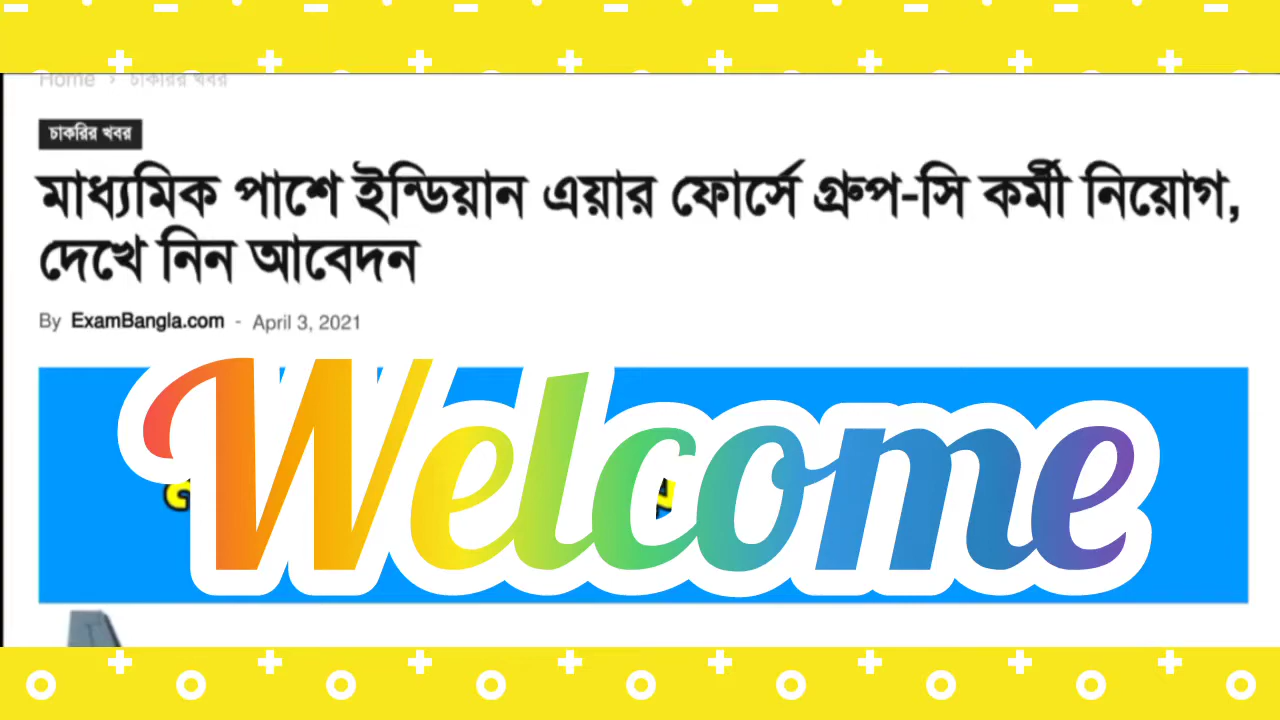 Home › চাকরির খবর
চাকরির খবর
মাধ্যমিক পাশে ইন্ডিয়ান এয়ার ফোর্সে গ্রুপ-সি কর্মী নিয়োগ,
দেখে নিন আবেদন
By ExamBangla.com - April 3, 2021
Welcome